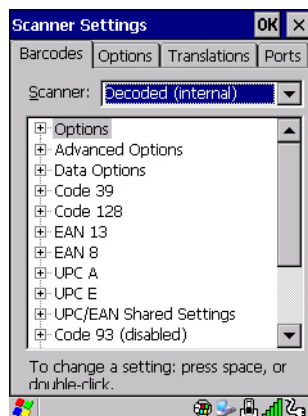 Scanner Settings OK ×
Barcodes Options Translations Ports
Scanner: Decoded (internal)
Options
Advanced Options
Data Options
Code 39
Code 128
EAN 13
EAN 8
UPC A
UPC E
UPC/EAN Shared Settings
Code 93 (disabled)
To change a setting: press space, or
double-click.